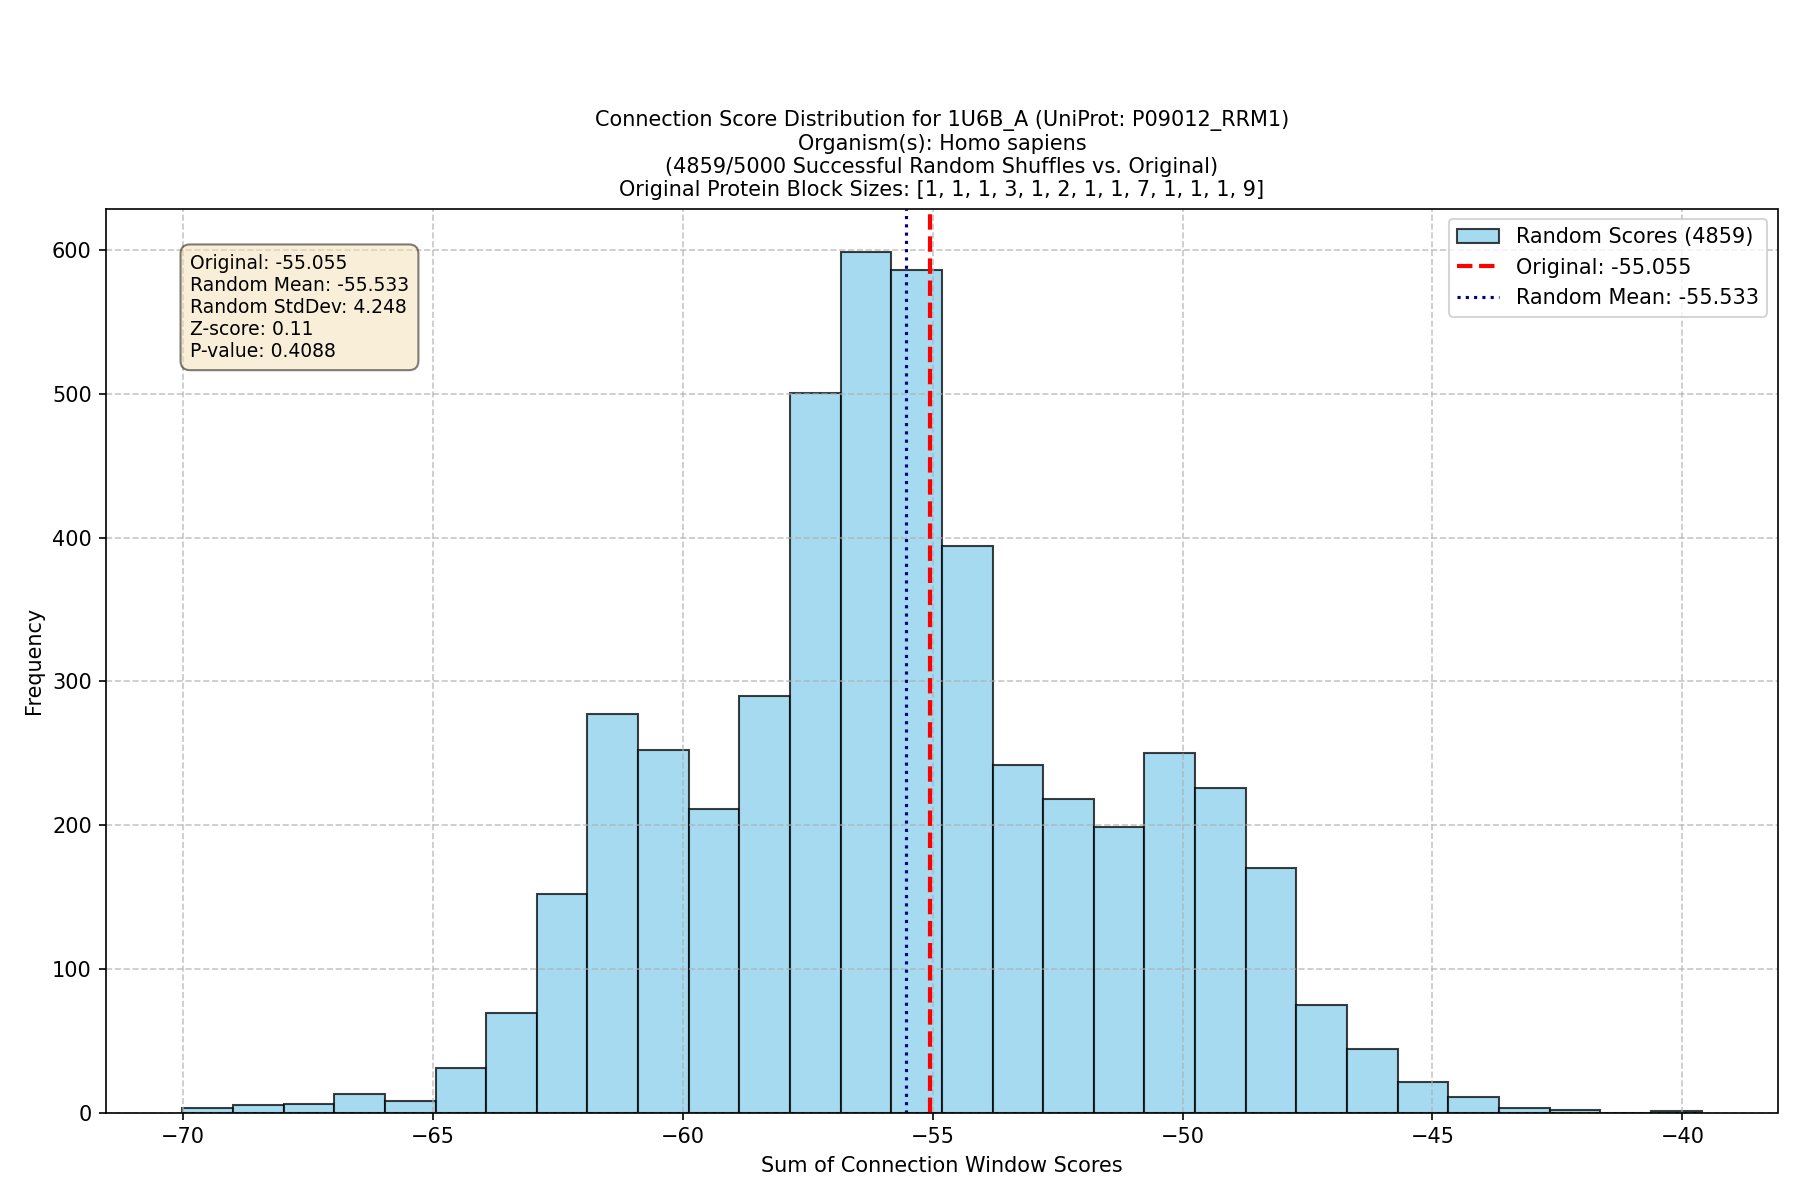 Connection Score Distribution for 1U6B_A (UniProt: P09012_RRM1)
Organism(s): Homo sapiens
(4859/5000 Successful Random Shuffles vs. Original)
Original Protein Block Sizes: [1, 1, 1, 3, 1, 2, 1, 1, 7, 1, 1, 1, 9]
Original: -55.055
Random Mean: -55.533
Random StdDev: 4.248
Z-score: 0.11
P-value: 0.4088
Random Scores (4859)
Original: -55.055
Random Mean: -55.533
Frequency
600
500
400
300
200
100
0
−70
−65
−60
−55
−50
−45
−40
Sum of Connection Window Scores